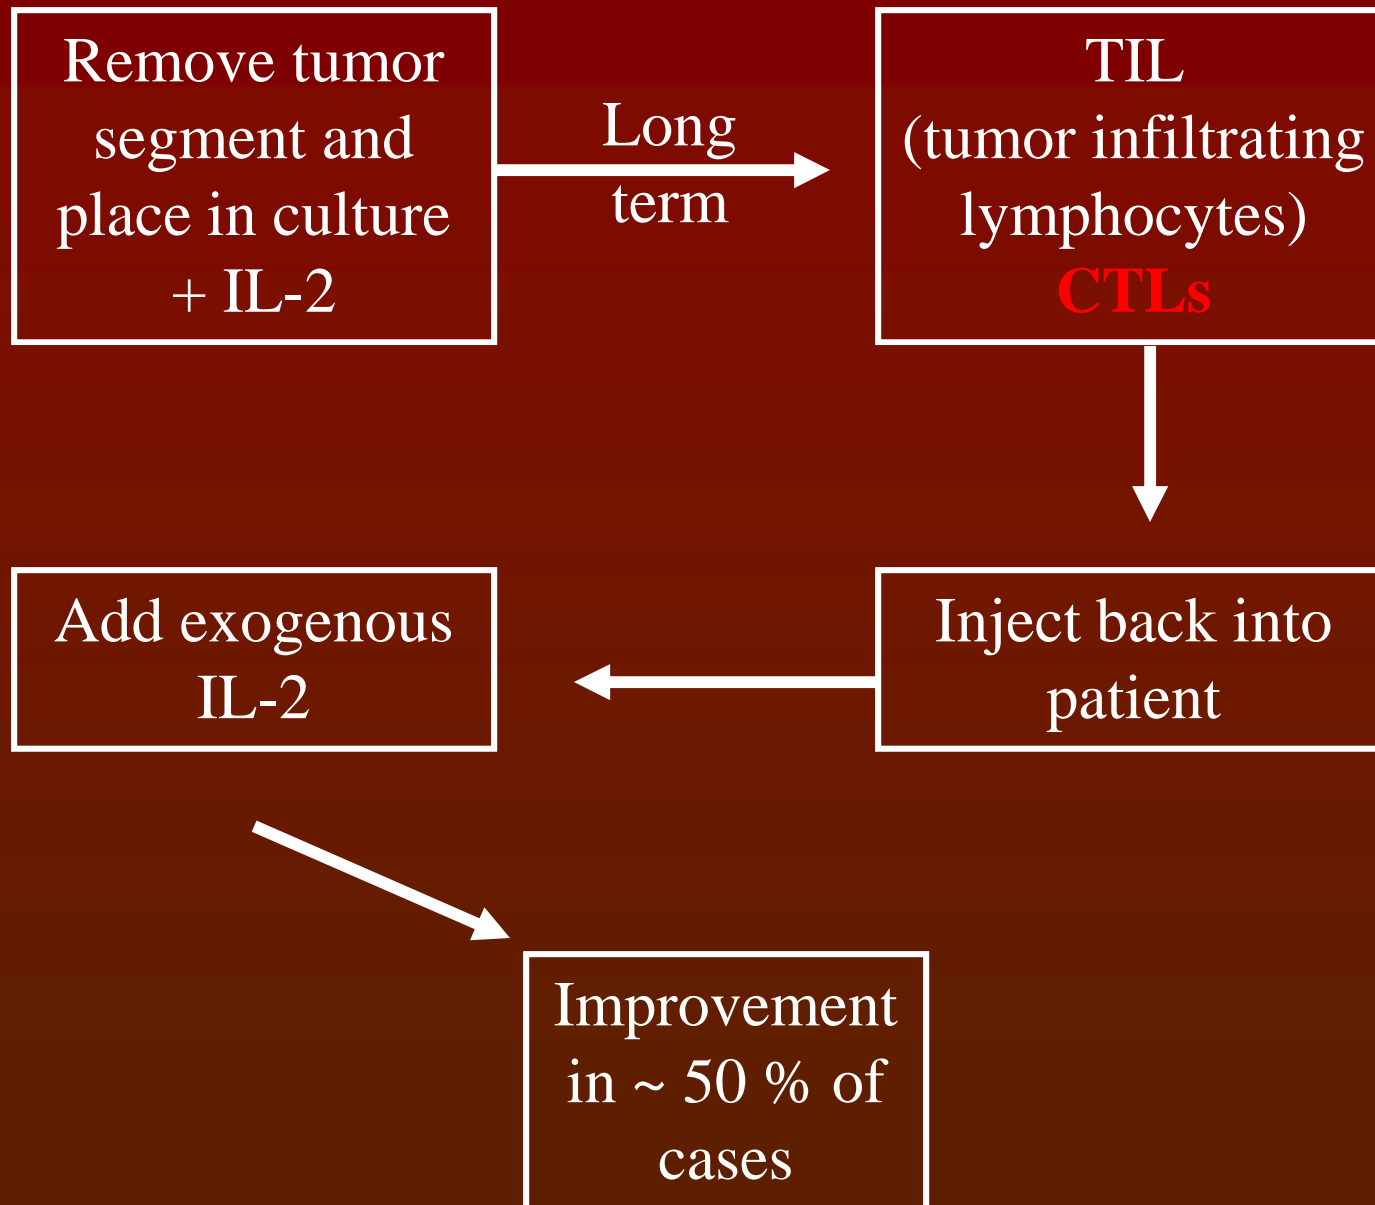 Remove tumor
segment and
place in culture
+ IL-2
Long
term
TIL
(tumor infiltrating
lymphocytes)
CTLs
Inject back into
patient
Add exogenous
IL-2
Improvement
in ~ 50 % of
cases